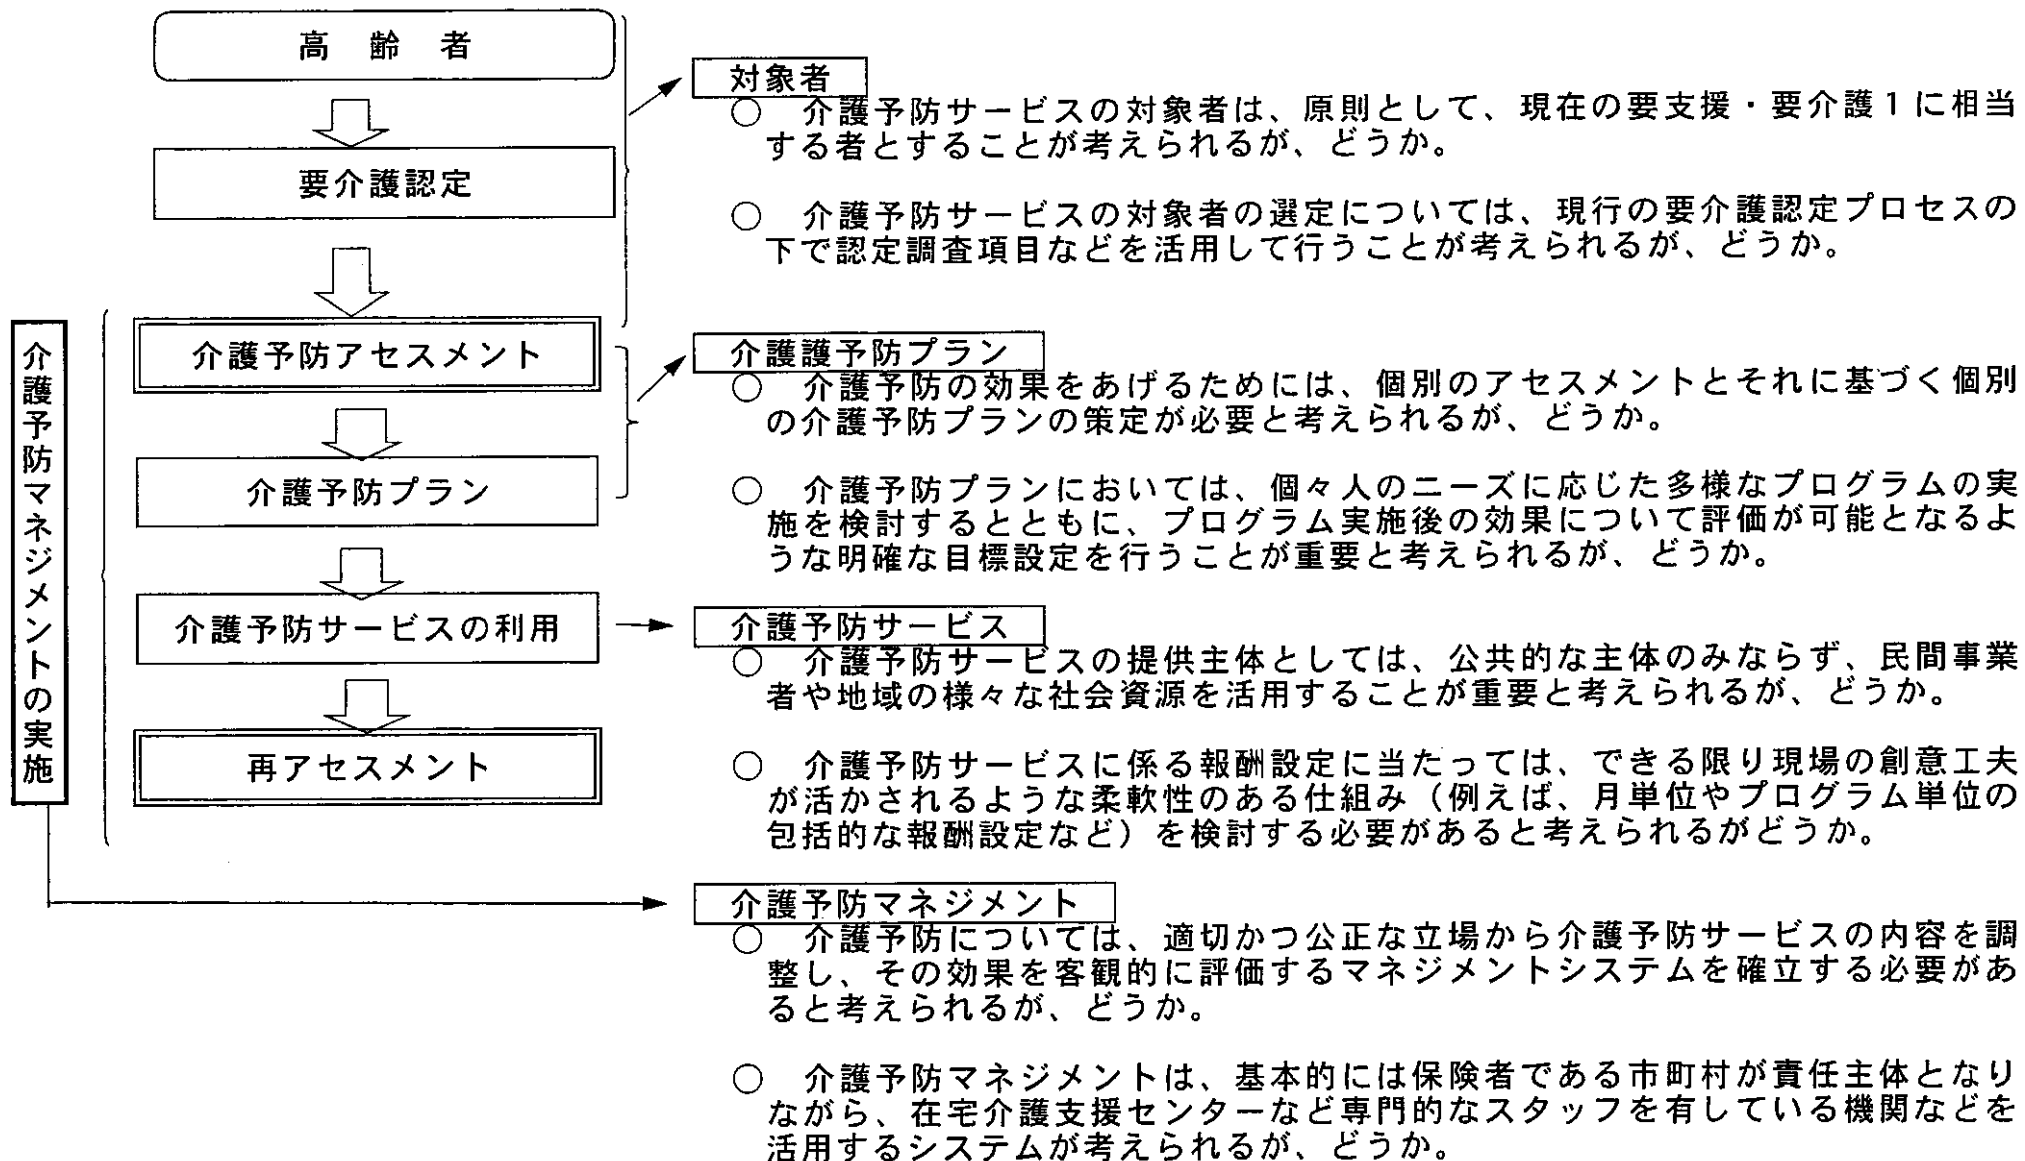 高齢者
要介護認定
介護予防アセスメント
介護予防プラン
介護予防サービスの利用
再アセスメント
介護予防マネジメントの実施
対象者
○ 介護予防サービスの対象者は、原則として、現在の要支援・要介護1に相当
する者とすることが考えられるが、どうか。
○ 介護予防サービスの対象者の選定については、現行の要介護認定プロセスの
下で認定調査項目などを活用して行うことが考えられるが、どうか。
介護護予防プラン
○ 介護予防の効果をあげるためには、個別のアセスメントとそれに基づく個別
の介護予防プランの策定が必要と考えられるが、どうか。
○ 介護予防プランにおいては、個々人のニーズに応じた多様なプログラムの実
施を検討するとともに、プログラム実施後の効果について評価が可能となるよ
うな明確な目標設定を行うことが重要と考えられるが、どうか。
介護予防サービス
○ 介護予防サービスの提供主体としては、公共的な主体のみならず、民間事業
者や地域の様々な社会資源を活用することが重要と考えられるが、どうか。
○ 介護予防サービスに係る報酬設定に当たっては、できる限り現場の創意工夫
が活かされるような柔軟性のある仕組み（例えば、月単位やプログラム単位の
包括的な報酬設定など）を検討する必要があると考えられるがどうか。
介護予防マネジメント
○ 介護予防については、適切かつ公正な立場から介護予防サービスの内容を調
整し、その効果を客観的に評価するマネジメントシステムを確立する必要があ
ると考えられるが、どうか。
○ 介護予防マネジメントは、基本的には保険者である市町村が責任主体となり
ながら、在宅介護支援センターなど専門的なスタッフを有している機関などを
活用するシステムが考えられるが、どうか。